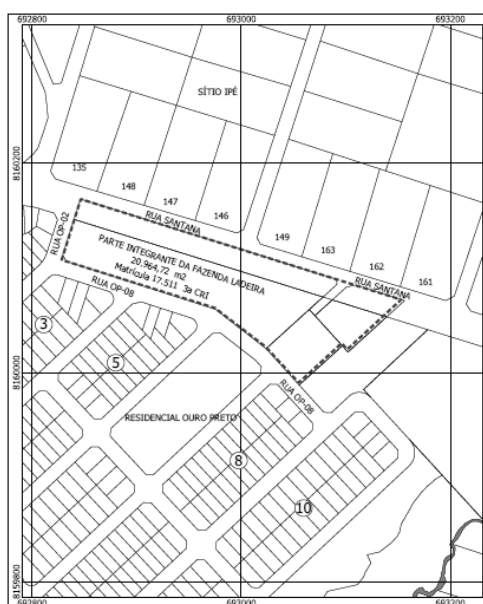 692800
693000
693200
SÍTIO IPÉ
8160200
135
148
147
146
RUA SANTANA
149
163
162
161
RUA OP-02
PARTE INTEGRANTE DA FAZENDA LADEIRA
20.964,72 m2
Matrícula 17.511 3a CRI
RUA SANTANA
RUA OP-08
3
5
8160000
RUA OP-08
RESIDENCIAL OURO PRETO
8
10
8159800
692800
693000
693200